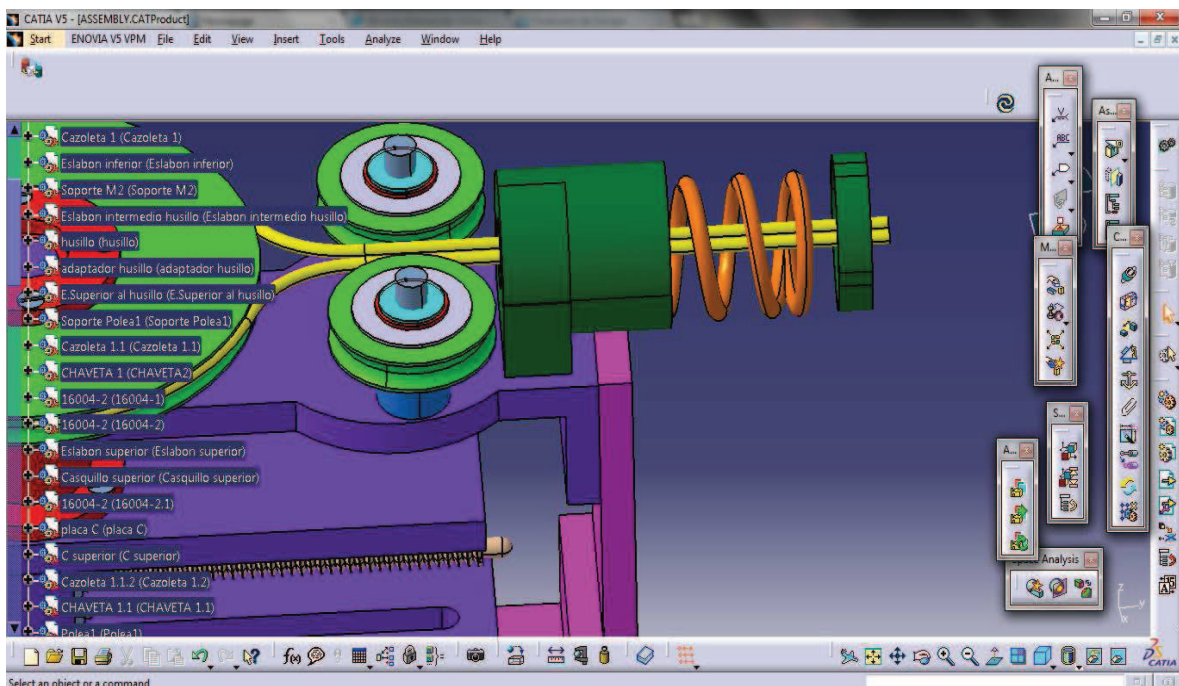 CATIA V5 - [ASSEMBLY.CATProduct]
Start ENOVIA V5 VPM File Edit View Insert Tools Analyze Window Help
A...
As...
ABC
Cazoleta 1 (Cazoleta 1)
Eslabon inferior (Eslabon inferior)
Soporte M2 (Soporte M2)
Eslabon intermedio husillo (Eslabon intermedio husillo)
husillo (husillo)
adaptador husillo (adaptador husillo)
E.Superior al husillo (E.Superior al husillo)
Soporte Polea1 (Soporte Polea1)
Cazoleta 1.1 (Cazoleta 1.1)
CHAVETA 1 (CHAVETA2)
16004-2 (16004-1)
16004-2 (16004-2)
Eslabon superior (Eslabon superior)
Casquillo superior (Casquillo superior)
16004-2 (16004-2.1)
placa C (placa C)
C superior (C superior)
Cazoleta 1.1.2 (Cazoleta 1.2)
CHAVETA 1.1 (CHAVETA 1.1)
Polea1 (Polea1)
M...
C...
S...
A...
Analysis
z
y
x
f(x)
CATIA
Select an object or a command